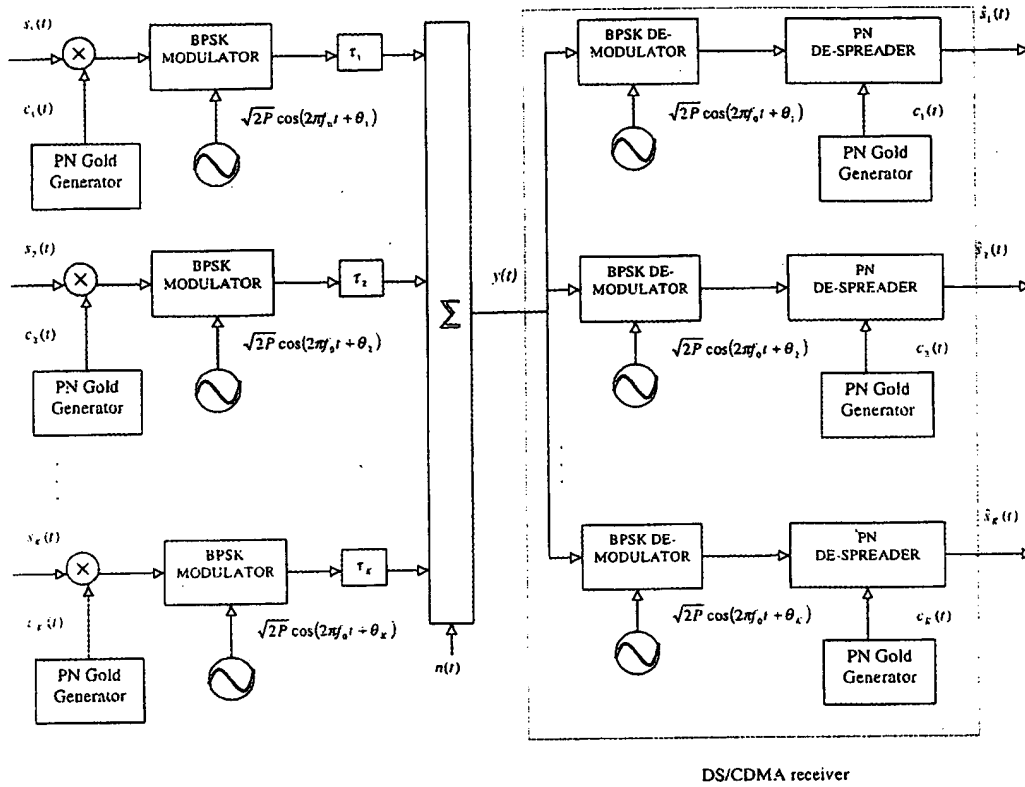 s₁(t)
×
BPSK
MODULATOR
τ₁
c₁(t)
√2P cos(2πf₀t + θ₁)
PN Gold
Generator
s₂(t)
×
BPSK
MODULATOR
τ₂
c₂(t)
√2P cos(2πf₀t + θ₂)
PN Gold
Generator
s_K(t)
×
BPSK
MODULATOR
τ_K
c_K(t)
√2P cos(2πf₀t + θ_K)
PN Gold
Generator
Σ
n(t)
y(t)
BPSK DE-
MODULATOR
PN
DE-SPREADER
ŝ₁(t)
√2P cos(2πf₀t + θ₁)
c₁(t)
PN Gold
Generator
BPSK DE-
MODULATOR
PN
DE-SPREADER
ŝ₂(t)
√2P cos(2πf₀t + θ₂)
c₂(t)
PN Gold
Generator
BPSK DE-
MODULATOR
PN
DE-SPREADER
ŝ_K(t)
√2P cos(2πf₀t + θ_K)
c_K(t)
PN Gold
Generator
DS/CDMA receiver